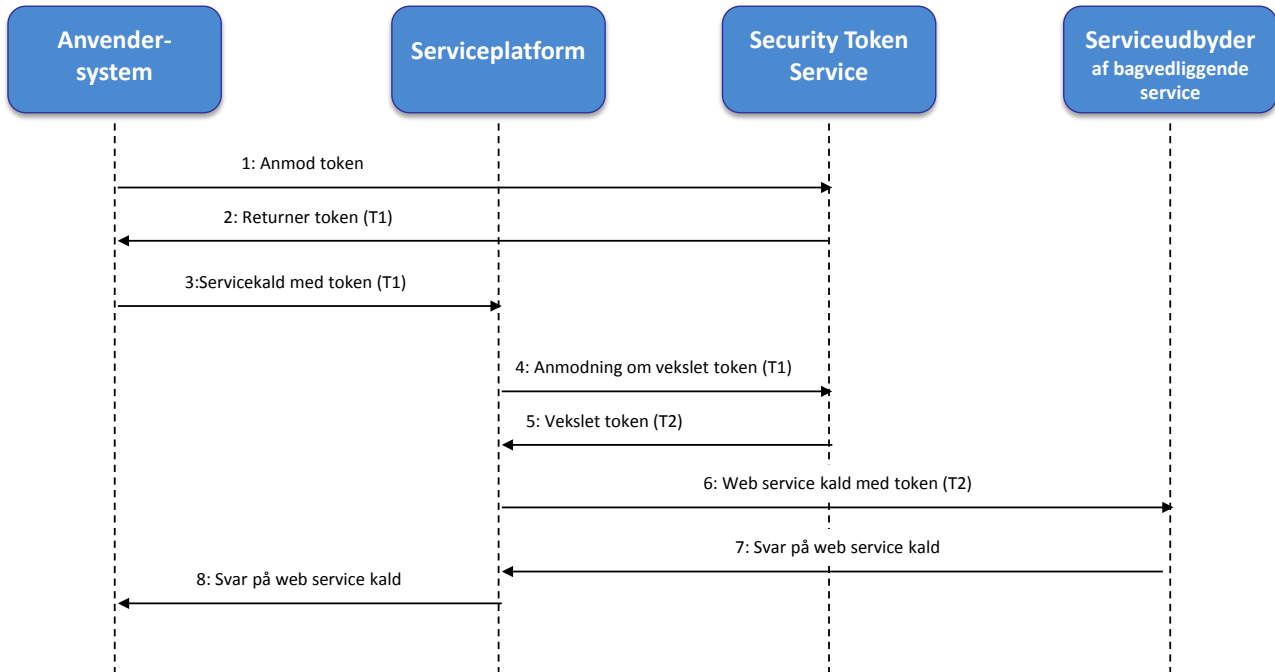 Anvender-
system
Serviceplatform
Security Token
Service
Serviceudbyder
af bagvedliggende
service
1: Anmod token
2: Returner token (T1)
3:Servicekald med token (T1)
4: Anmodning om vekslet token (T1)
5: Vekslet token (T2)
6: Web service kald med token (T2)
7: Svar på web service kald
8: Svar på web service kald